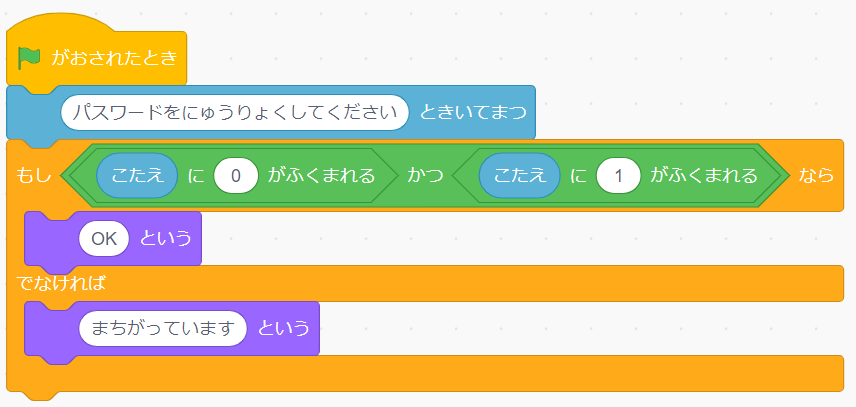 がおされたとき
パスワードをにゅうりょくしてください ときいてまつ
もし こたえ に 0 がふくまれる かつ こたえ に 1 がふくまれる なら
OK という
でなければ
まちがっています という